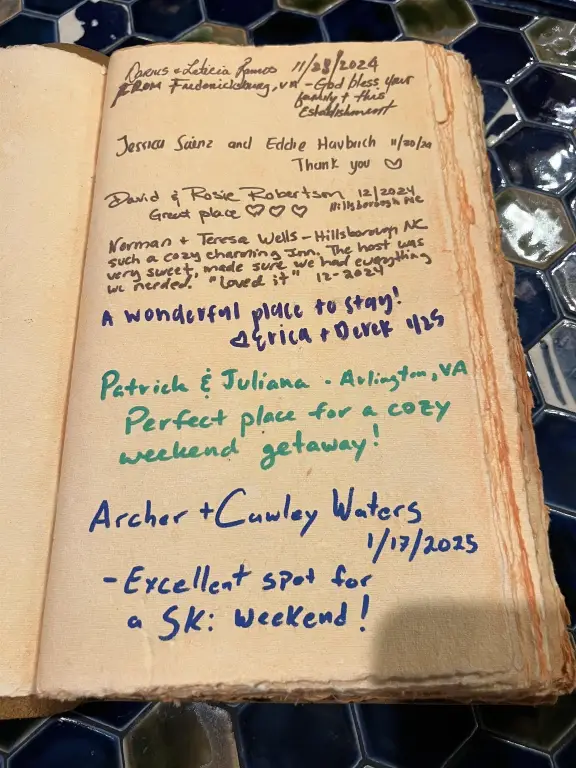 Darius + Leticia Ramos 11/28/2024
FROM Fredericksburg, VA - God bless your
family + this
Establishment
Jessica Sainz and Eddie Haubrich 11/30/24
Thank you ♡
David & Rosie Robertson 12/2024
Great place ♡ ♡ ♡ Hillsborough NC
Norman + Teresa Wells - Hillsborough NC
such a cozy charming Inn. The host was
very sweet, made sure we had everything
we needed. "Loved it" 12-2024
A wonderful place to stay!
♡ Erica + Derek 1/25
Patrick & Juliana - Arlington, VA
Perfect place for a cozy
weekend getaway!
Archer + Cawley Waters
1/17/2025
- Excellent spot for
a SKi weekend!